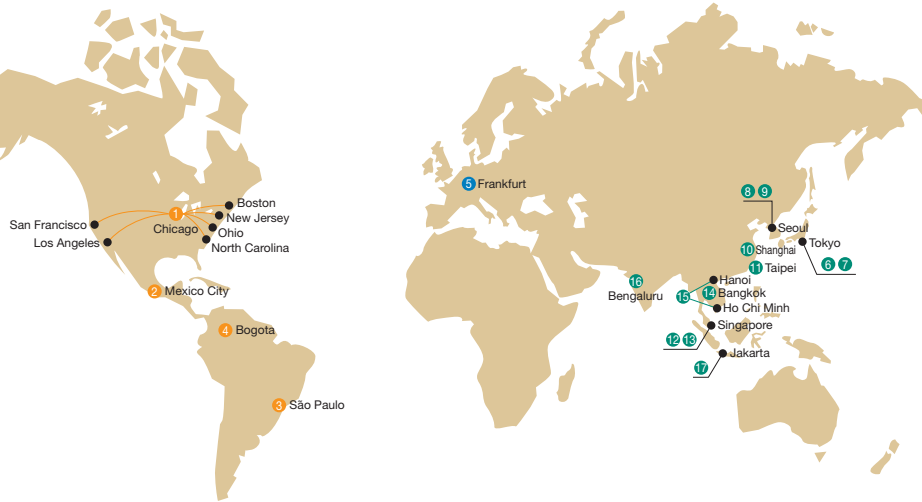 Boston
1
New Jersey
San Francisco
Chicago
Ohio
Los Angeles
North Carolina
2 Mexico City
4 Bogota
3 São Paulo
5 Frankfurt
8 9
Seoul
10 Shanghai
Tokyo
6 7
11 Taipei
16
Bengaluru
Hanoi
15
14 Bangkok
Ho Chi Minh
Singapore
12 13
Jakarta
17